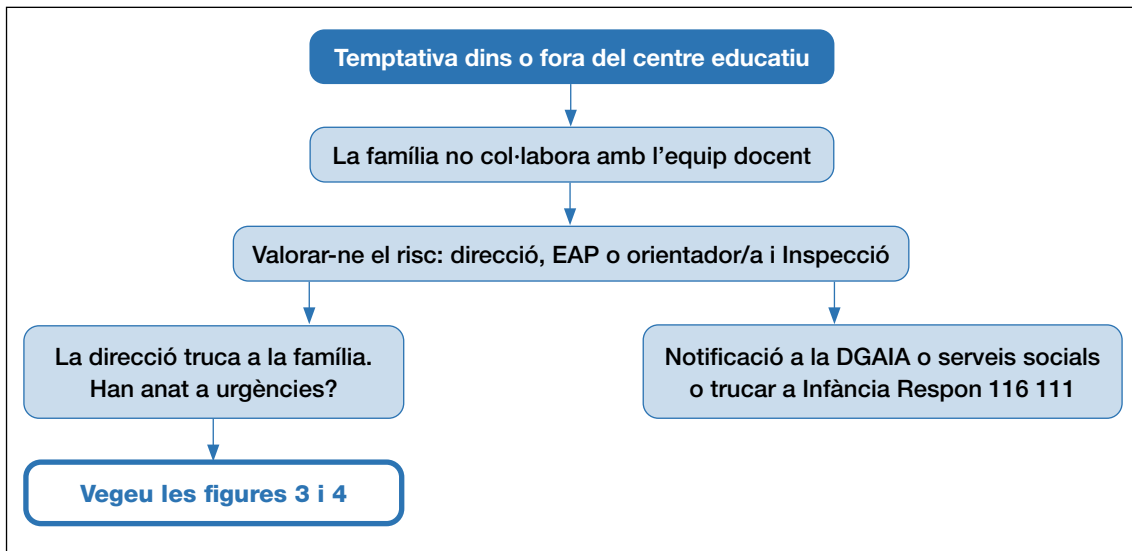 Temptativa dins o fora del centre educatiu
La família no col·labora amb l’equip docent
Valorar-ne el risc: direcció, EAP o orientador/a i Inspecció
La direcció truca a la família.
Han anat a urgències?
Notificació a la DGAIA o serveis socials
o trucar a Infància Respon 116 111
Vegeu les figures 3 i 4